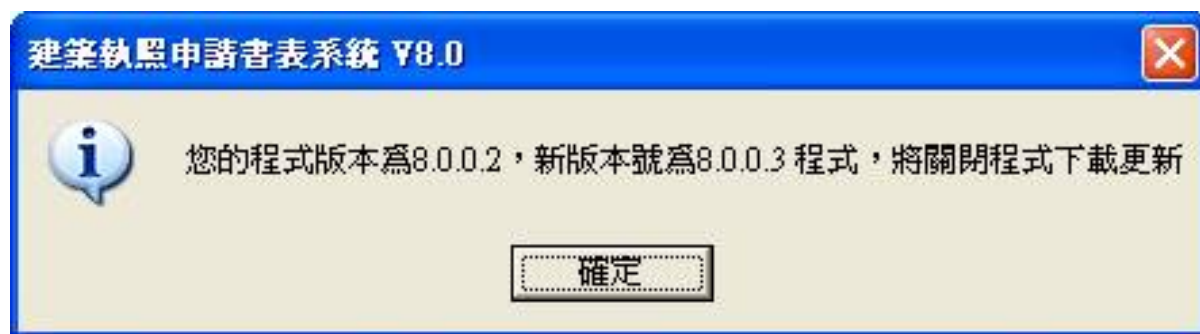 建築執照申請書表系統 V8.0
您的程式版本為8.0.0.2，新版本號為8.0.0.3 程式，將關閉程式下載更新
確定